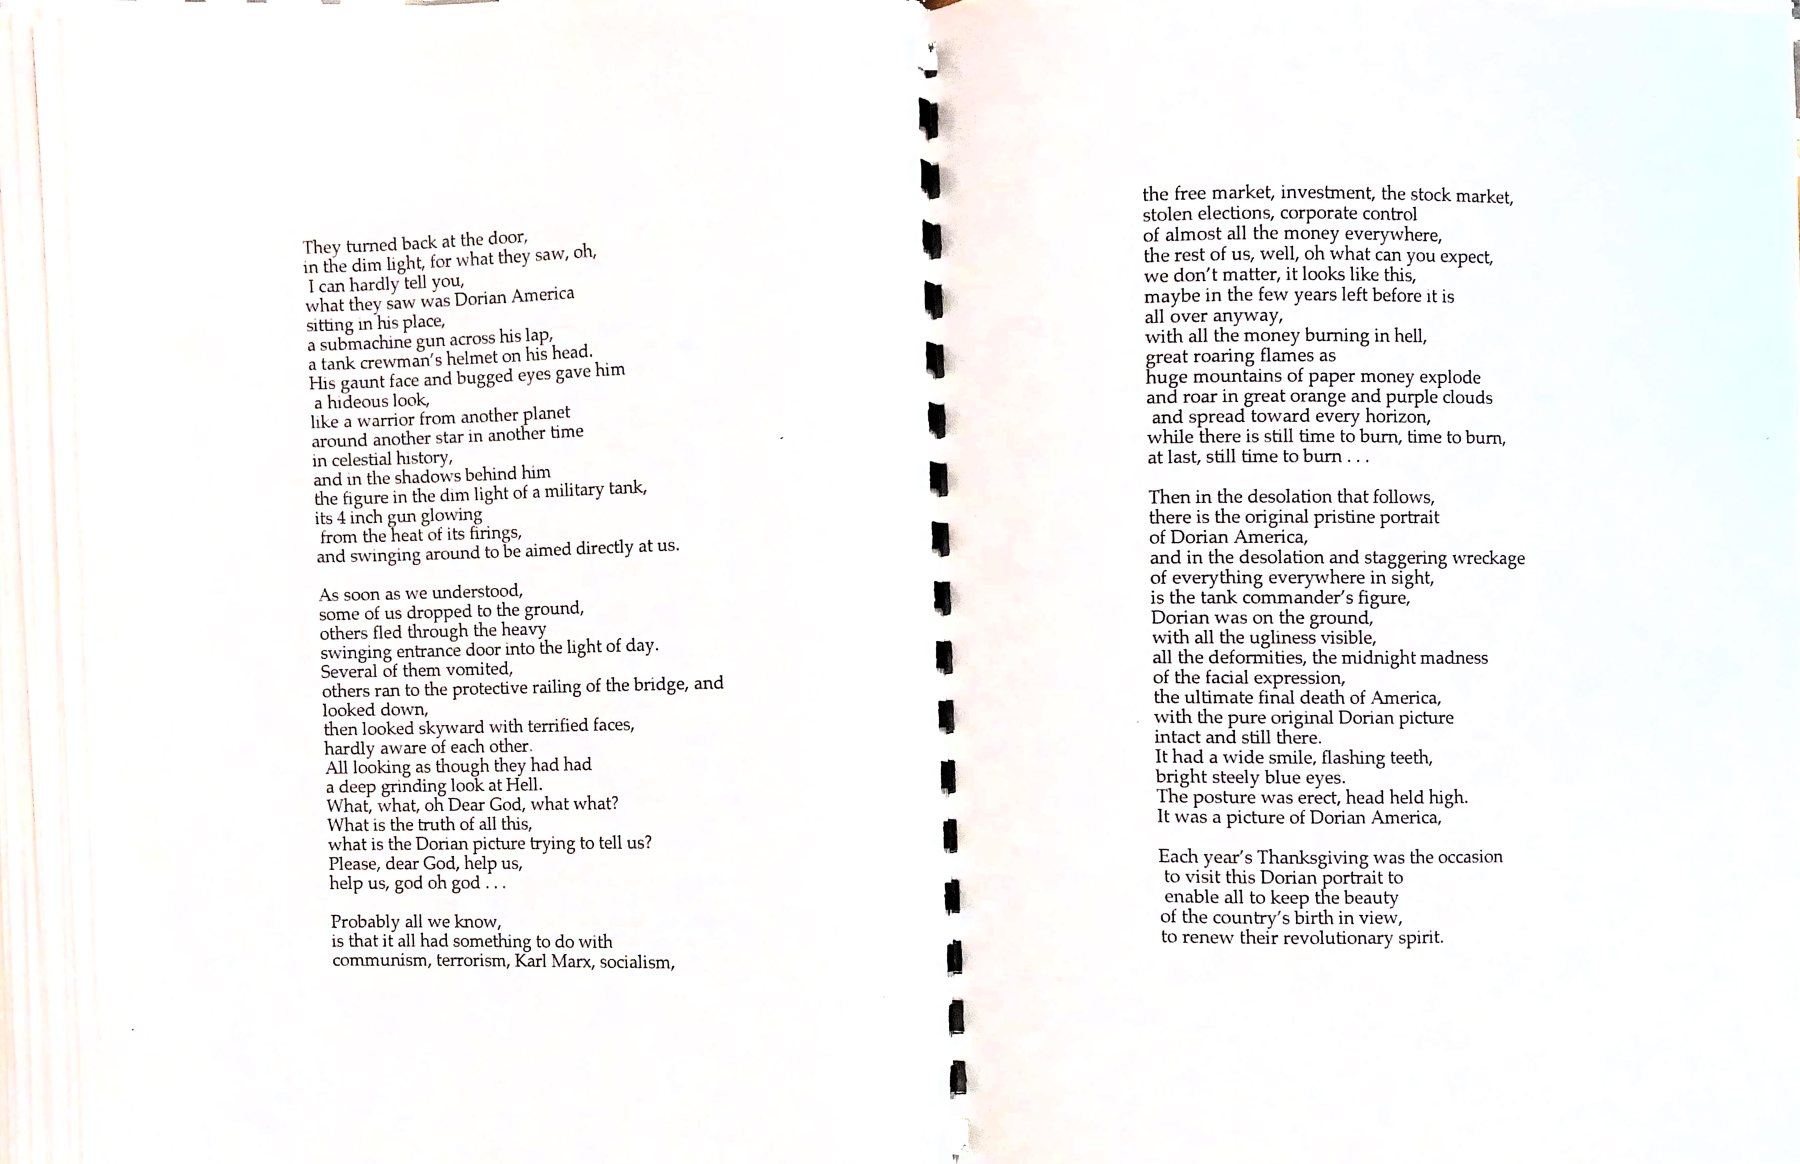 They turned back at the door,
in the dim light, for what they saw, oh,
I can hardly tell you,
what they saw was Dorian America
sitting in his place,
a submachine gun across his lap,
a tank crewman's helmet on his head.
His gaunt face and bugged eyes gave him
a hideous look,
like a warrior from another planet
around another star in another time
in celestial history,
and in the shadows behind him
the figure in the dim light of a military tank,
its 4 inch gun glowing
from the heat of its firings,
and swinging around to be aimed directly at us.

As soon as we understood,
some of us dropped to the ground,
others fled through the heavy
swinging entrance door into the light of day.
Several of them vomited,
others ran to the protective railing of the bridge, and
looked down,
then looked skyward with terrified faces,
hardly aware of each other.
All looking as though they had had
a deep grinding look at Hell.
What, what, oh Dear God, what what?
What is the truth of all this,
what is the Dorian picture trying to tell us?
Please, dear God, help us,
help us, god oh god . . .

Probably all we know,
is that it all had something to do with
communism, terrorism, Karl Marx, socialism,
the free market, investment, the stock market,
stolen elections, corporate control
of almost all the money everywhere,
the rest of us, well, oh what can you expect,
we don't matter, it looks like this,
maybe in the few years left before it is
all over anyway,
with all the money burning in hell,
great roaring flames as
huge mountains of paper money explode
and roar in great orange and purple clouds
and spread toward every horizon,
while there is still time to burn, time to burn,
at last, still time to burn . . .

Then in the desolation that follows,
there is the original pristine portrait
of Dorian America,
and in the desolation and staggering wreckage
of everything everywhere in sight,
is the tank commander's figure,
Dorian was on the ground,
with all the ugliness visible,
all the deformities, the midnight madness
of the facial expression,
the ultimate final death of America,
with the pure original Dorian picture
intact and still there.
It had a wide smile, flashing teeth,
bright steely blue eyes.
The posture was erect, head held high.
It was a picture of Dorian America,

Each year's Thanksgiving was the occasion
to visit this Dorian portrait to
enable all to keep the beauty
of the country's birth in view,
to renew their revolutionary spirit.